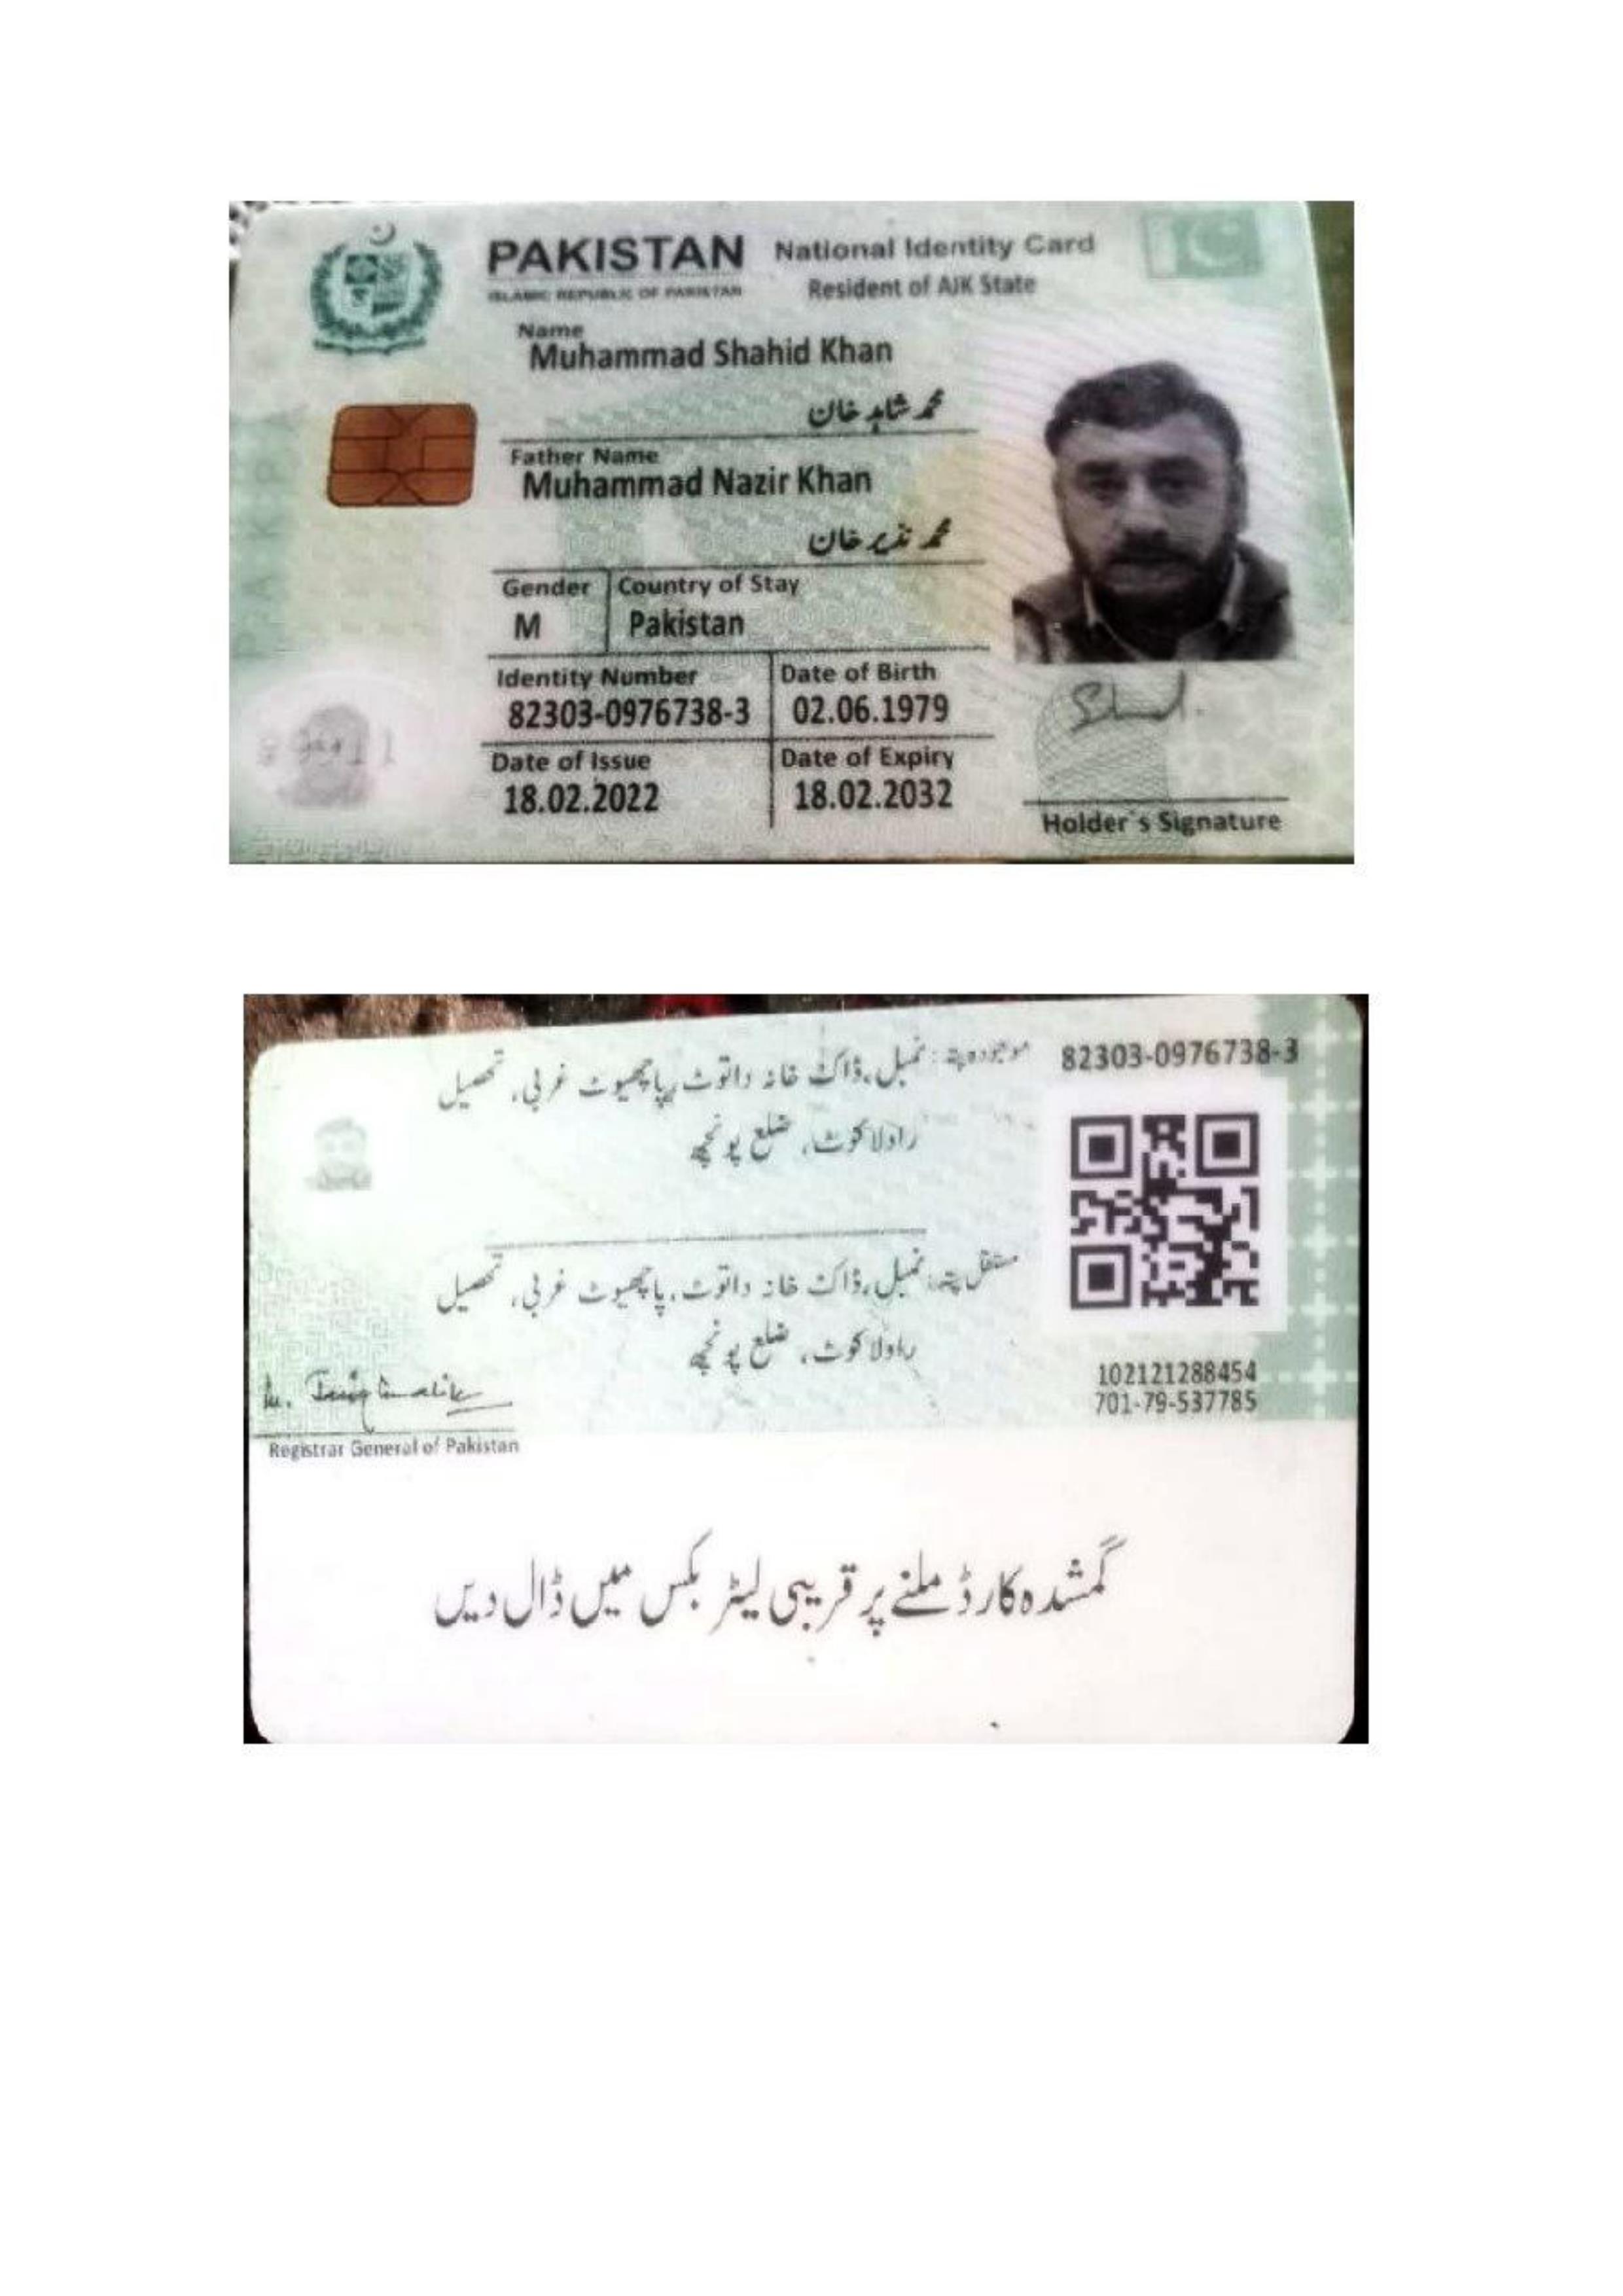 PAKISTAN National Identity Card
ISLAMIC REPUBLIC OF PAKISTAN Resident of AJK State
Name
Muhammad Shahid Khan
محمد شاہد خان
Father Name
Muhammad Nazir Khan
محمد نذیر خان
Gender Country of Stay
M Pakistan
Identity Number Date of Birth
82303-0976738-3 02.06.1979
Date of Issue Date of Expiry
18.02.2022 18.02.2032
Holder's Signature
82303-0976738-3
موجودہ پتہ: نمبل، ڈاک خانہ داتوٹ، پاچھیوٹ غربی، تحصیل
راولا کوٹ، ضلع پونچھ
مستقل پتہ: نمبل، ڈاک خانہ داتوٹ، پاچھیوٹ غربی، تحصیل
راولا کوٹ، ضلع پونچھ
102121288454
701-79-537785
Registrar General of Pakistan
گمشدہ کارڈ ملنے پر قریبی لیٹر بکس میں ڈال دیں